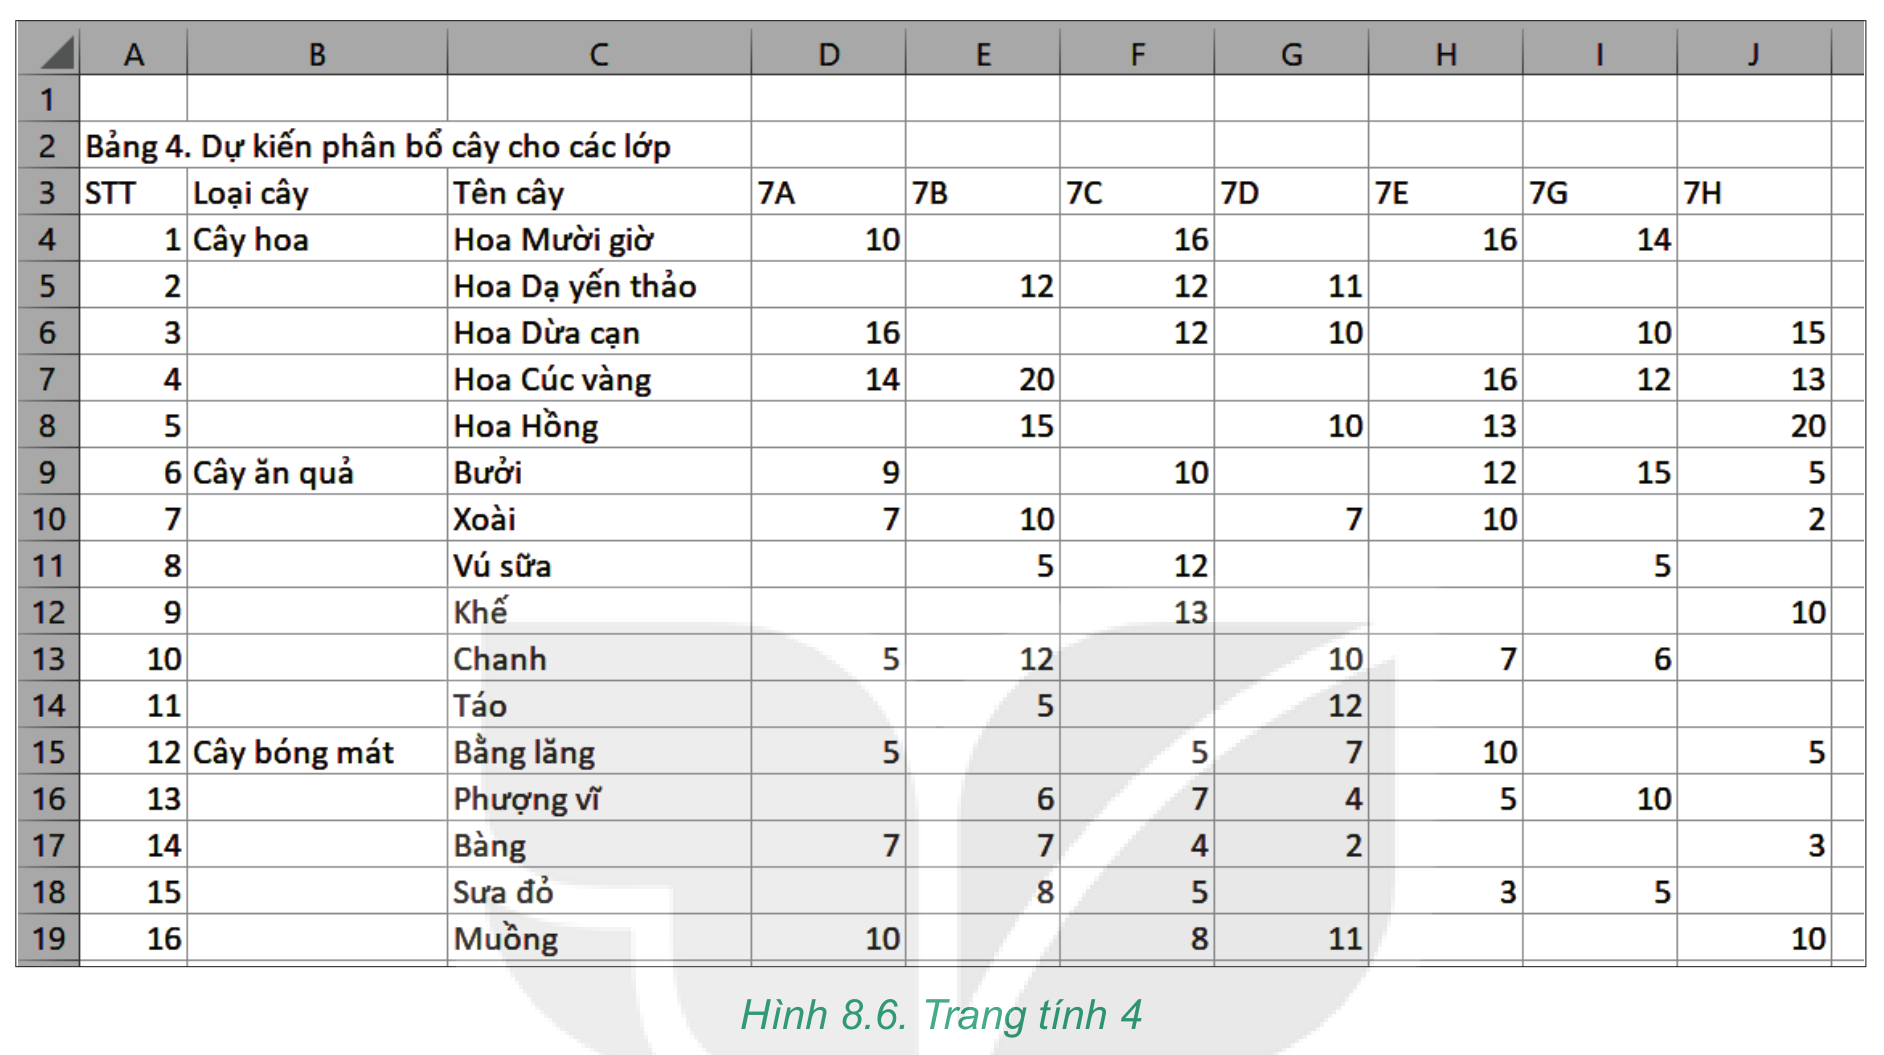 A B C D E F G H I J
1
2 Bảng 4. Dự kiến phân bổ cây cho các lớp
3 STT Loại cây Tên cây 7A 7B 7C 7D 7E 7G 7H
4 1 Cây hoa Hoa Mười giờ 10 16 16 14
5 2 Hoa Dạ yến thảo 12 12 11
6 3 Hoa Dừa cạn 16 12 10 10 15
7 4 Hoa Cúc vàng 14 20 16 12 13
8 5 Hoa Hồng 15 10 13 20
9 6 Cây ăn quả Bưởi 9 10 12 15 5
10 7 Xoài 7 10 7 10 2
11 8 Vú sữa 5 12 5
12 9 Khế 13 10
13 10 Chanh 5 12 10 7 6
14 11 Táo 5 12
15 12 Cây bóng mát Bằng lăng 5 5 7 10 5
16 13 Phượng vĩ 6 7 4 5 10
17 14 Bàng 7 7 4 2 3
18 15 Sưa đỏ 8 5 3 5
19 16 Muồng 10 8 11 10
Hình 8.6. Trang tính 4